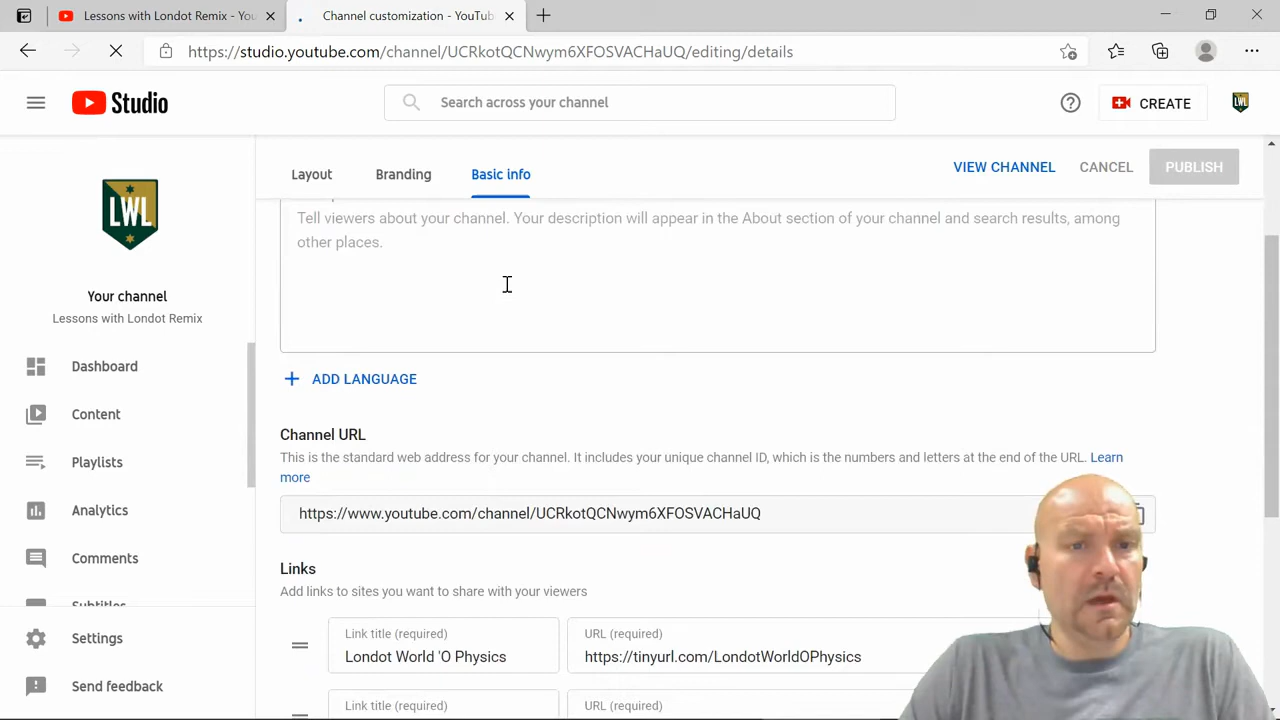 Lessons with Londot Remix
Channel customization - YouTub
https://studio.youtube.com/channel/UCRkotQCNwym6XFOSVACHaUQ/editing/details
Studio
Search across your channel
CREATE
LWL
LWL
Your channel
Lessons with Londot Remix
Dashboard
Content
Playlists
Analytics
Comments
Subtitles
Settings
Send feedback
Layout
Branding
Basic info
VIEW CHANNEL
CANCEL
PUBLISH
Tell viewers about your channel. Your description will appear in the About section of your channel and search results, among
other places.
ADD LANGUAGE
Channel URL
This is the standard web address for your channel. It includes your unique channel ID, which is the numbers and letters at the end of the URL. Learn
more
https://www.youtube.com/channel/UCRkotQCNwym6XFOSVACHaUQ
Links
Add links to sites you want to share with your viewers
Link title (required)
Londot World 'O Physics
URL (required)
https://tinyurl.com/LondotWorldOPhysics
Link title (required)
URL (required)